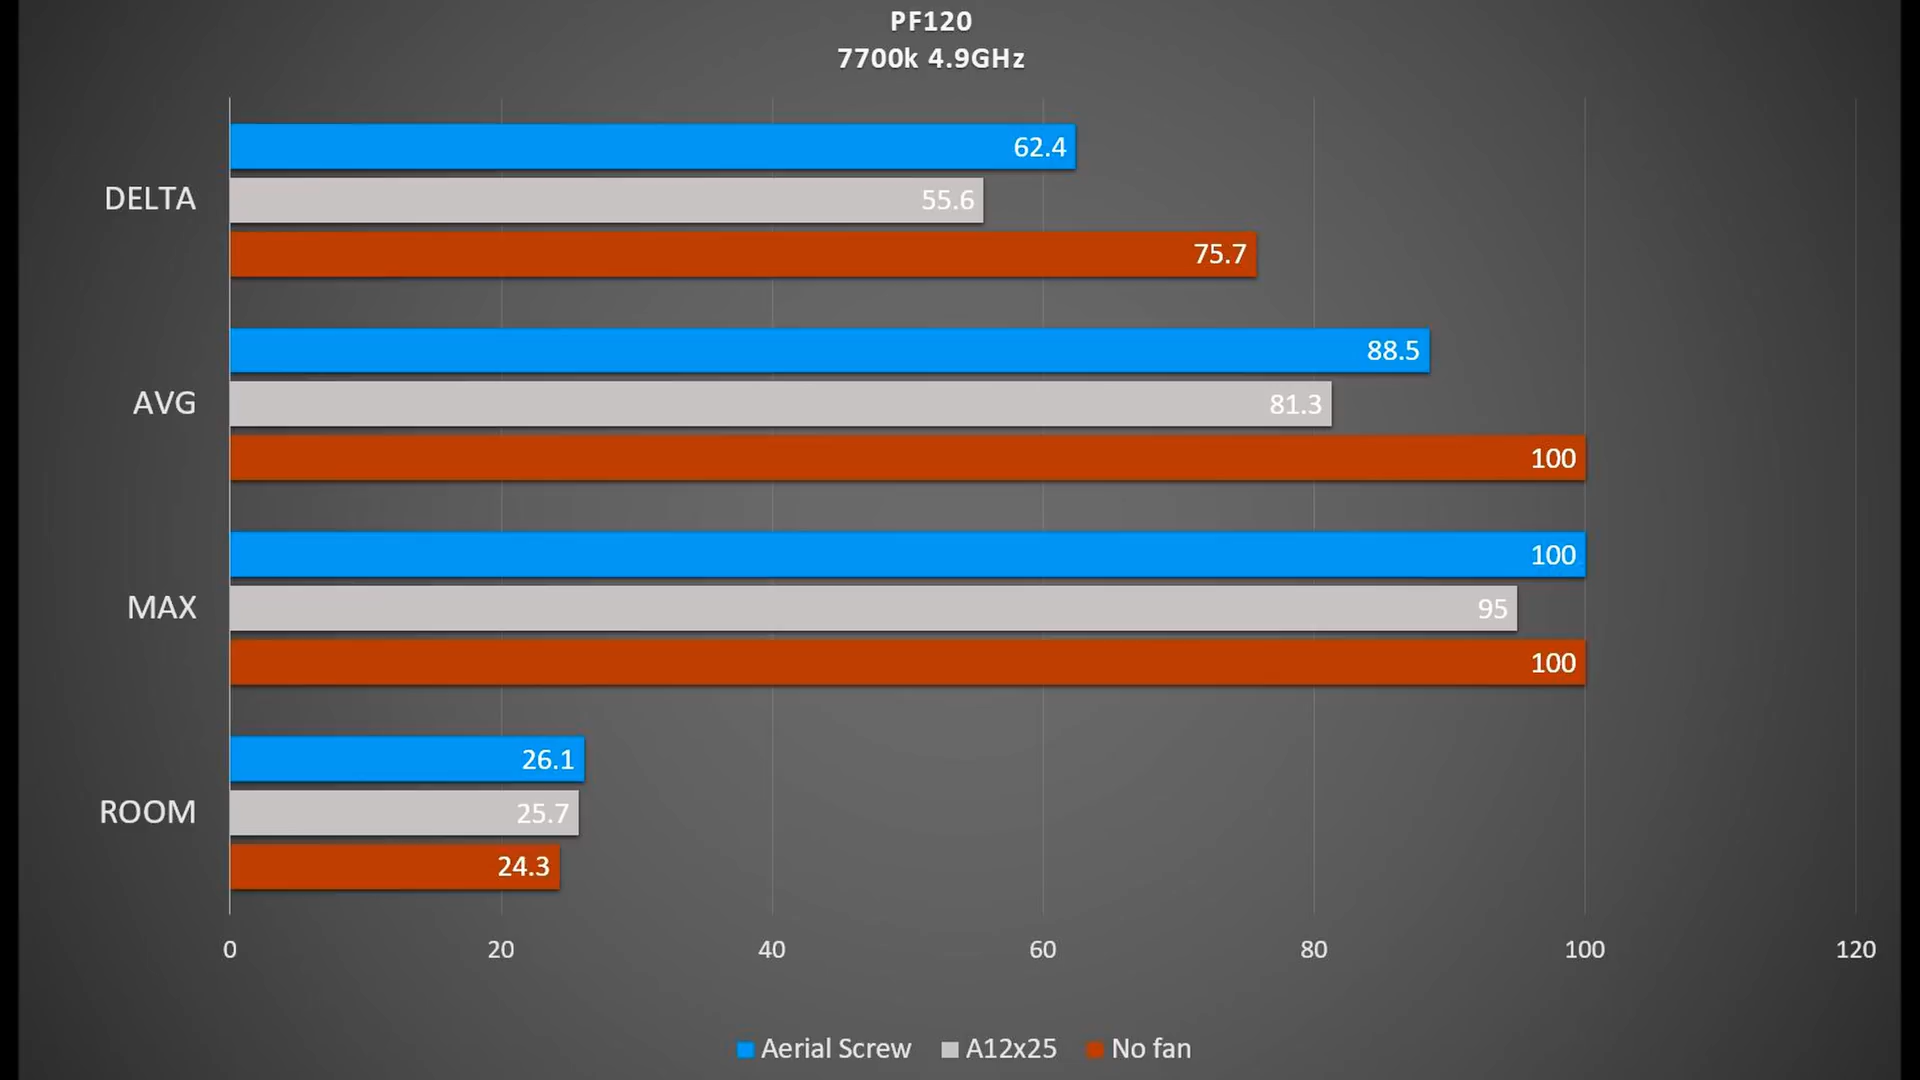 PF120
7700k 4.9GHz
DELTA
62.4
55.6
75.7
AVG
88.5
81.3
100
MAX
100
95
100
ROOM
26.1
25.7
24.3
0 20 40 60 80 100 120
Aerial Screw A12x25 No fan